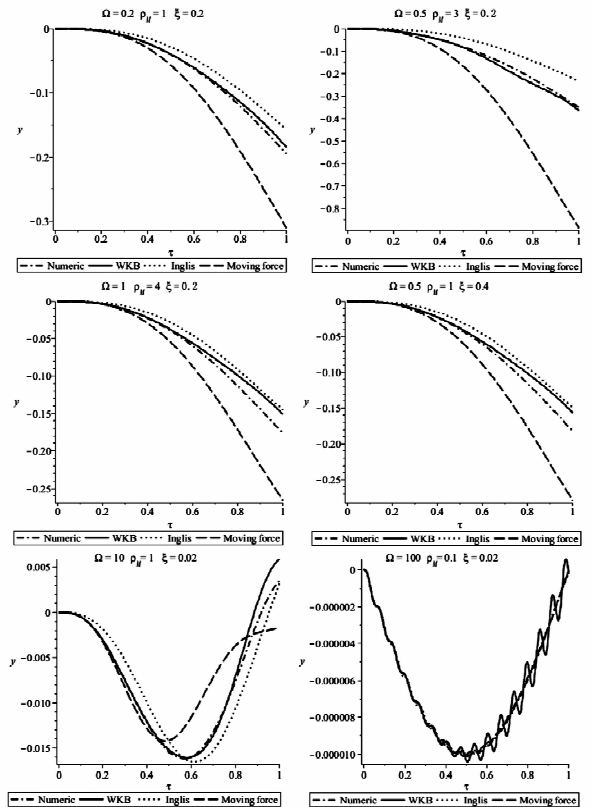 Ω = 0.2 ρ_lf = 1 ξ = 0.2
0
−0.1
y
−0.2
−0.3
0 0.2 0.4 0.6 0.8 1
τ
Numeric WKB Inglis Moving force
Ω = 0.5 ρ_lf = 3 ξ = 0.2
0
−0.1
−0.2
−0.3
−0.4
y
−0.5
−0.6
−0.7
−0.8
0 0.2 0.4 0.6 0.8 1
τ
Numeric WKB Inglis Moving force
Ω = 1 ρ_lf = 4 ξ = 0.2
0
−0.05
−0.10
y
−0.15
−0.20
−0.25
0 0.2 0.4 0.6 0.8 1
τ
Numeric WKB Inglis Moving force
Ω = 0.5 ρ_lf = 1 ξ = 0.4
0
−0.05
−0.10
y
−0.15
−0.20
−0.25
0 0.2 0.4 0.6 0.8 1
τ
Numeric WKB Inglis Moving force
Ω = 10 ρ_lf = 1 ξ = 0.02
0.005
0
y −0.005
−0.010
−0.015
0 0.2 0.4 0.6 0.8 1
τ
Numeric WKB Inglis Moving force
Ω = 100 ρ_lf = 0.1 ξ = 0.02
0
−0.000002
−0.000004
y
−0.000006
−0.000008
−0.000010
0 0.2 0.4 0.6 0.8 1
τ
Numeric WKB Inglis Moving force